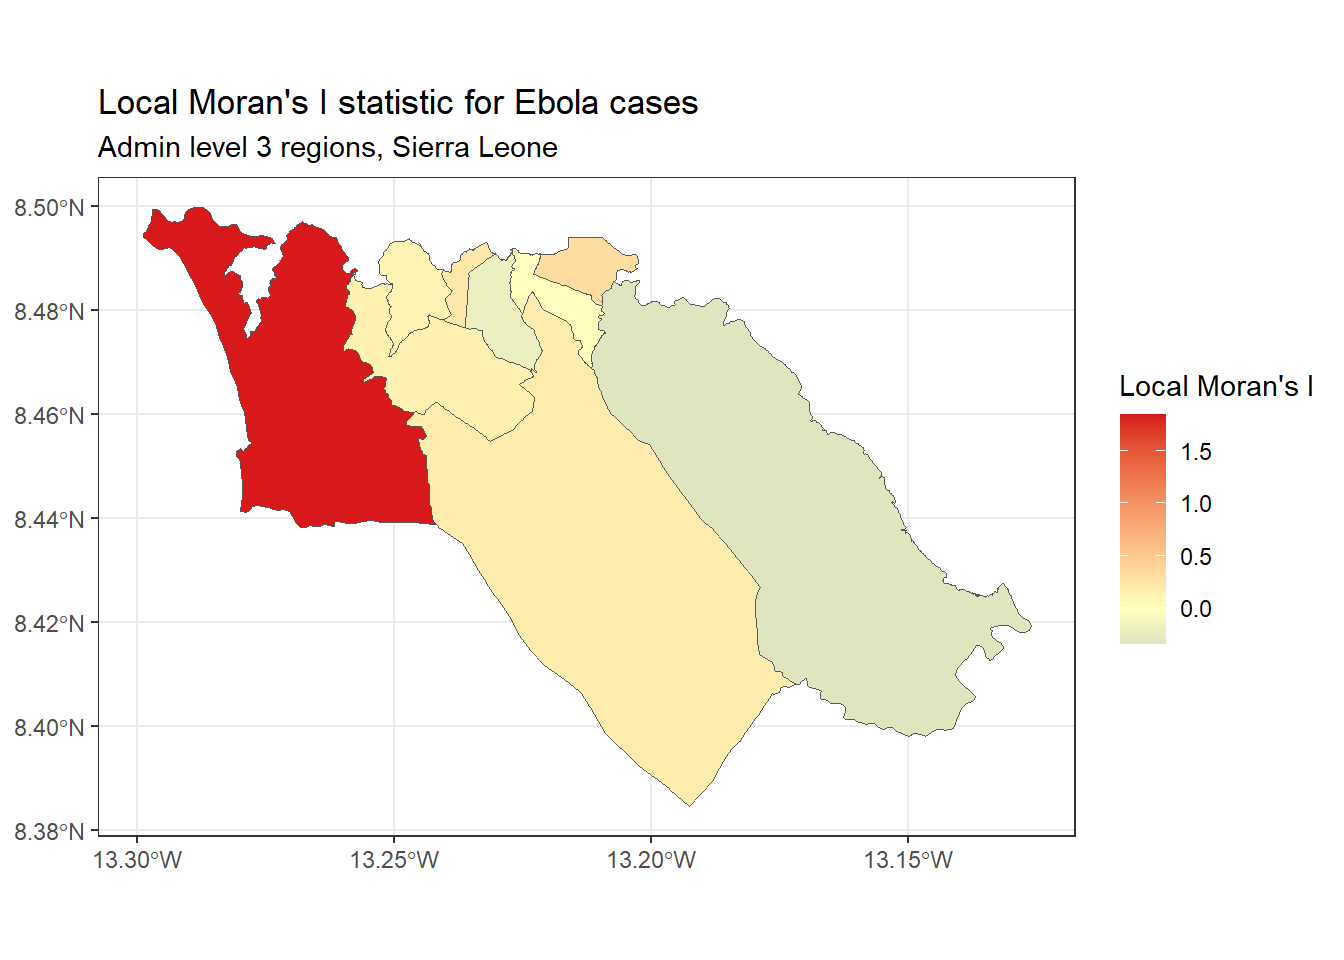 Local Moran's I statistic for Ebola cases
Admin level 3 regions, Sierra Leone
8.50°N
8.48°N
8.46°N
8.44°N
8.42°N
8.40°N
8.38°N
13.30°W
13.25°W
13.20°W
13.15°W
Local Moran's I
1.5
1.0
0.5
0.0